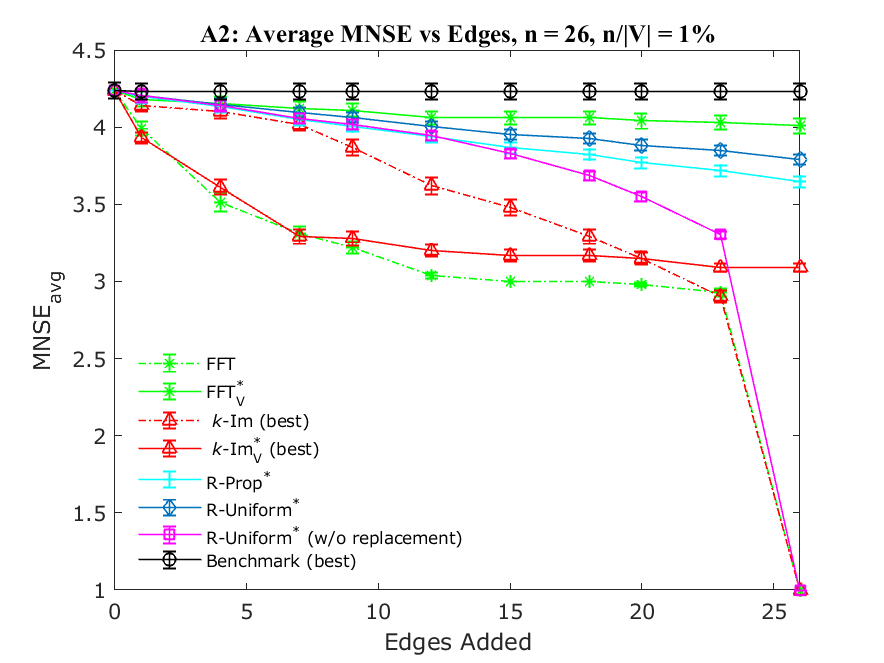 A2: Average MNSE vs Edges, n = 26, n/|V| = 1%
4.5
4
3.5
3
2.5
2
1.5
1
MNSE_avg
FFT
FFT*_V
k-Im (best)
k-Im*_V (best)
R-Prop*
R-Uniform*
R-Uniform* (w/o replacement)
Benchmark (best)
0 5 10 15 20 25
Edges Added